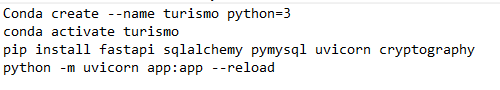 Conda create --name turismo python=3
conda activate turismo
pip install fastapi sqlalchemy pymysql uvicorn cryptography
python -m uvicorn app:app --reload